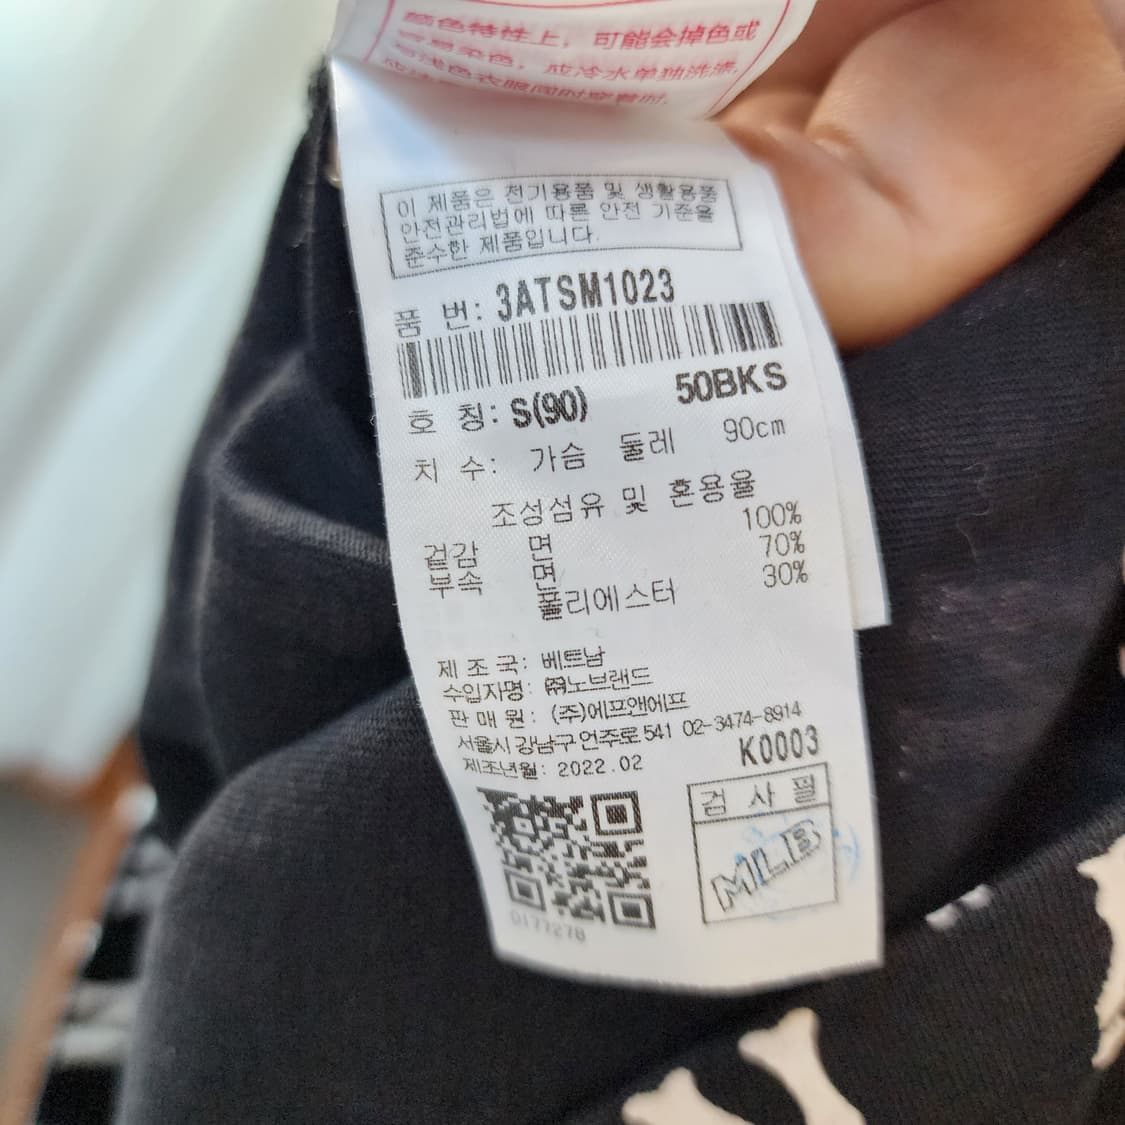 颜色特性上，可能会掉色或
易染色，应冷水单独洗涤，
이 제품은 전기용품 및 생활용품
안전관리법에 따른 안전 기준을
준수한 제품입니다.
품 번: 3ATSM1023
호 칭: S(90) 50BKS
치 수: 가슴 둘레 90cm
조성섬유 및 혼용율
겉감 면 100%
부속 면 70%
폴리에스터 30%
제 조 국: 베트남
수입자명: ㈜노브랜드
판 매 원: (주)에프앤에프
서울시 강남구 언주로 541 02-3474-8914
제조년월: 2022.02 K0003
검 사 필
MLB
0177278